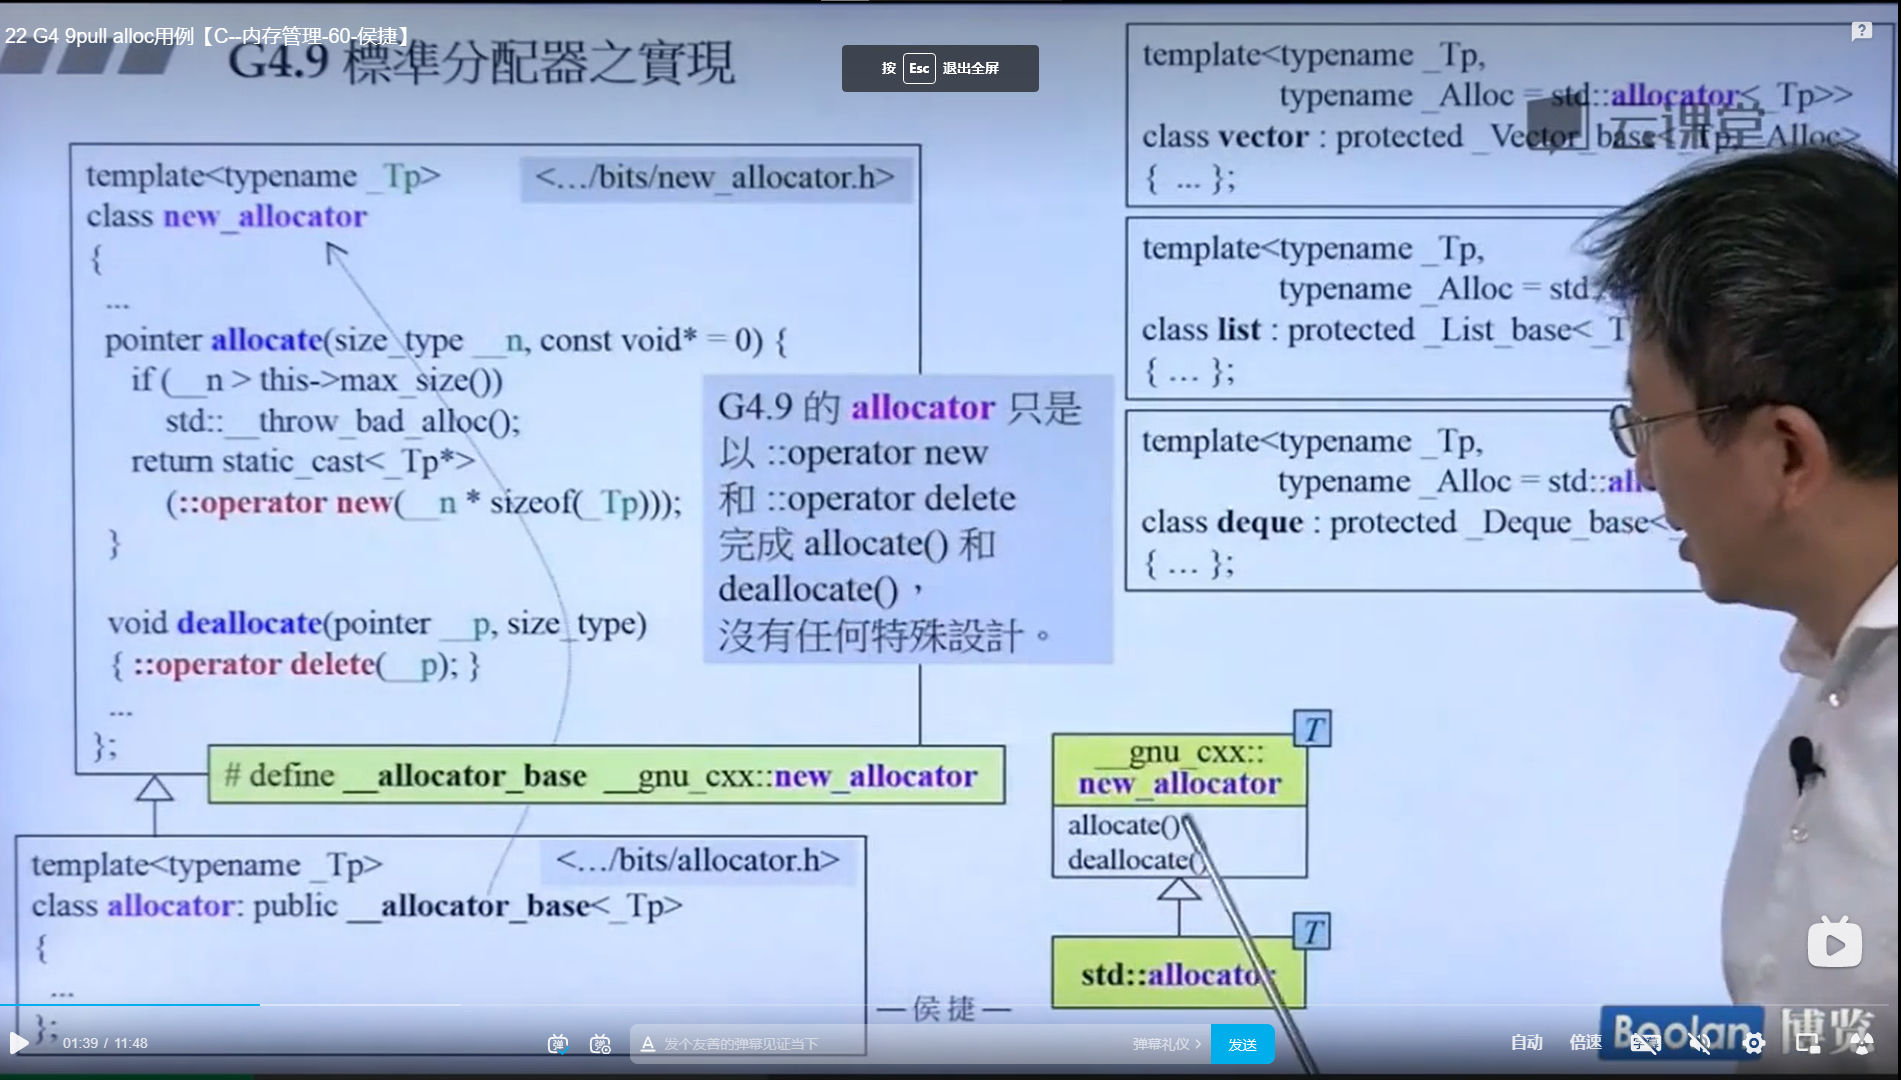 22 G4 9pull alloc用例【C--内存管理-60-侯捷】
G4.9 標準分配器之實現
按 Esc 退出全屏
template<typename _Tp>
<.../bits/new_allocator.h>
class new_allocator
{
...
pointer allocate(size_type __n, const void* = 0) {
if (__n > this->max_size())
std::__throw_bad_alloc();
return static_cast<_Tp*>
(::operator new(__n * sizeof(_Tp)));
}
void deallocate(pointer __p, size_type)
{ ::operator delete(__p); }
...
};
G4.9 的 allocator 只是
以 ::operator new
和 ::operator delete
完成 allocate() 和
deallocate()，
沒有任何特殊設計。
# define __allocator_base __gnu_cxx::new_allocator
template<typename _Tp>
<.../bits/allocator.h>
class allocator: public __allocator_base<_Tp>
{
...
};
template<typename _Tp,
typename _Alloc = std::allocator<_Tp>>
class vector : protected _Vector_base<_Tp, _Alloc>
{ ... };
云课堂
template<typename _Tp,
typename _Alloc = std
class list : protected _List_base<_T
{ ... };
template<typename _Tp,
typename _Alloc = std::al
class deque : protected _Deque_base<
{ ... };
T
__gnu_cxx::
new_allocator
allocate()
deallocate()
T
std::allocator
—侯捷—
Boolan 博览
01:39 / 11:48
弹
弹
A 发个友善的弹幕见证当下
弹幕礼仪 >
发送
自动
倍速
字幕